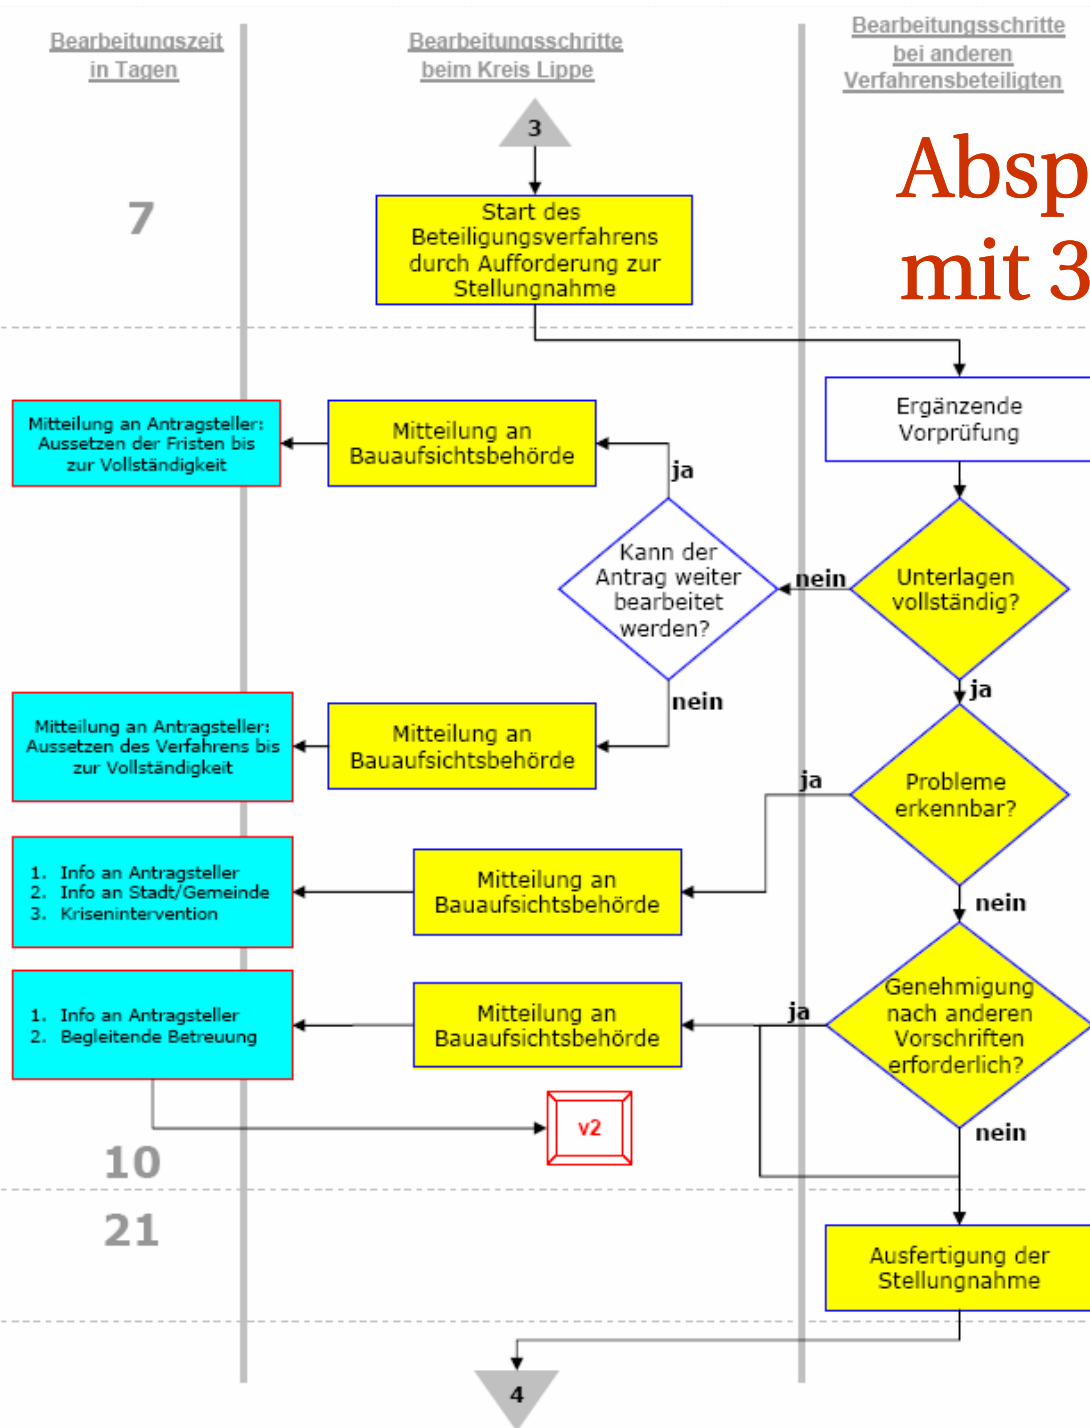 Bearbeitungszeit
in Tagen
Bearbeitungsschritte
beim Kreis Lippe
Bearbeitungsschritte
bei anderen
Verfahrensbeteiligten
3
Absp
mit 3
7
Start des
Beteiligungsverfahrens
durch Aufforderung zur
Stellungnahme
Ergänzende
Vorprüfung
Mitteilung an Antragsteller:
Aussetzen der Fristen bis
zur Vollständigkeit
Mitteilung an
Bauaufsichtsbehörde
ja
Kann der
Antrag weiter
bearbeitet
werden?
nein
Unterlagen
vollständig?
ja
nein
Mitteilung an Antragsteller:
Aussetzen des Verfahrens bis
zur Vollständigkeit
Mitteilung an
Bauaufsichtsbehörde
ja
Probleme
erkennbar?
nein
1. Info an Antragsteller
2. Info an Stadt/Gemeinde
3. Krisenintervention
Mitteilung an
Bauaufsichtsbehörde
1. Info an Antragsteller
2. Begleitende Betreuung
Mitteilung an
Bauaufsichtsbehörde
ja
Genehmigung
nach anderen
Vorschriften
erforderlich?
nein
v2
10
21
Ausfertigung der
Stellungnahme
4